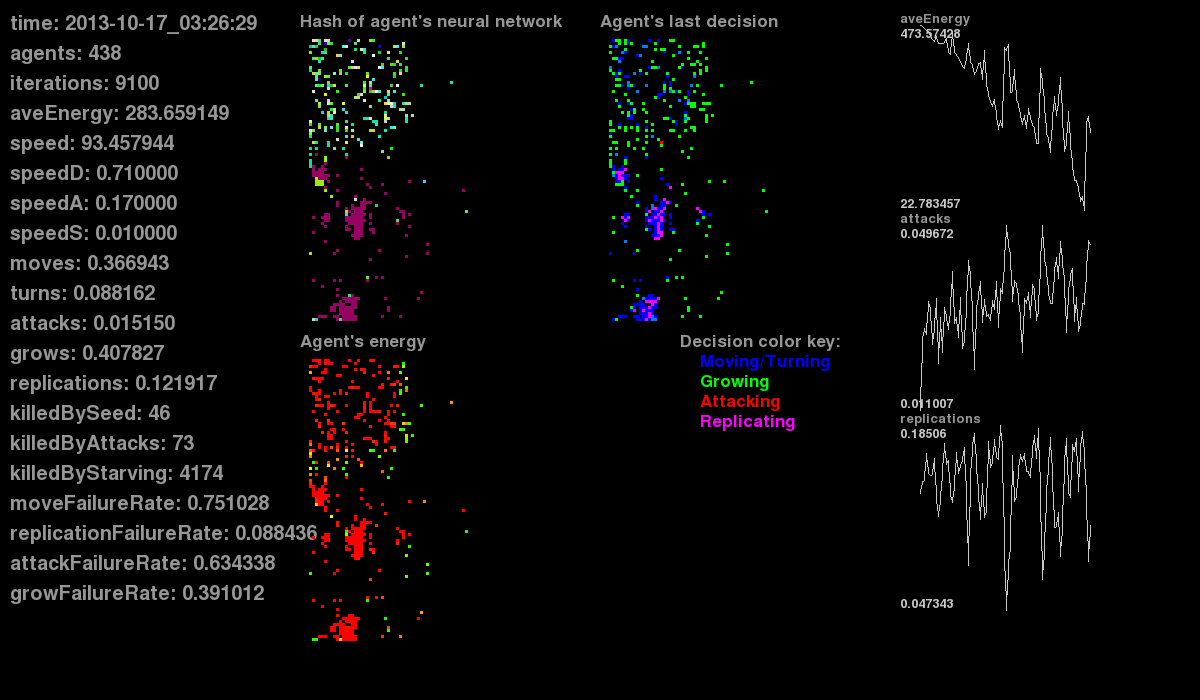 time: 2013-10-17_03:26:29
agents: 438
iterations: 9100
aveEnergy: 283.659149
speed: 93.457944
speedD: 0.710000
speedA: 0.170000
speedS: 0.010000
moves: 0.366943
turns: 0.088162
attacks: 0.015150
grows: 0.407827
replications: 0.121917
killedBySeed: 46
killedByAttacks: 73
killedByStarving: 4174
moveFailureRate: 0.751028
replicationFailureRate: 0.088436
attackFailureRate: 0.634338
growFailureRate: 0.391012
Hash of agent's neural network
Agent's last decision
Agent's energy
Decision color key:
Moving/Turning
Growing
Attacking
Replicating
aveEnergy
473.57428
22.783457
attacks
0.049672
0.011007
replications
0.18506
0.047343